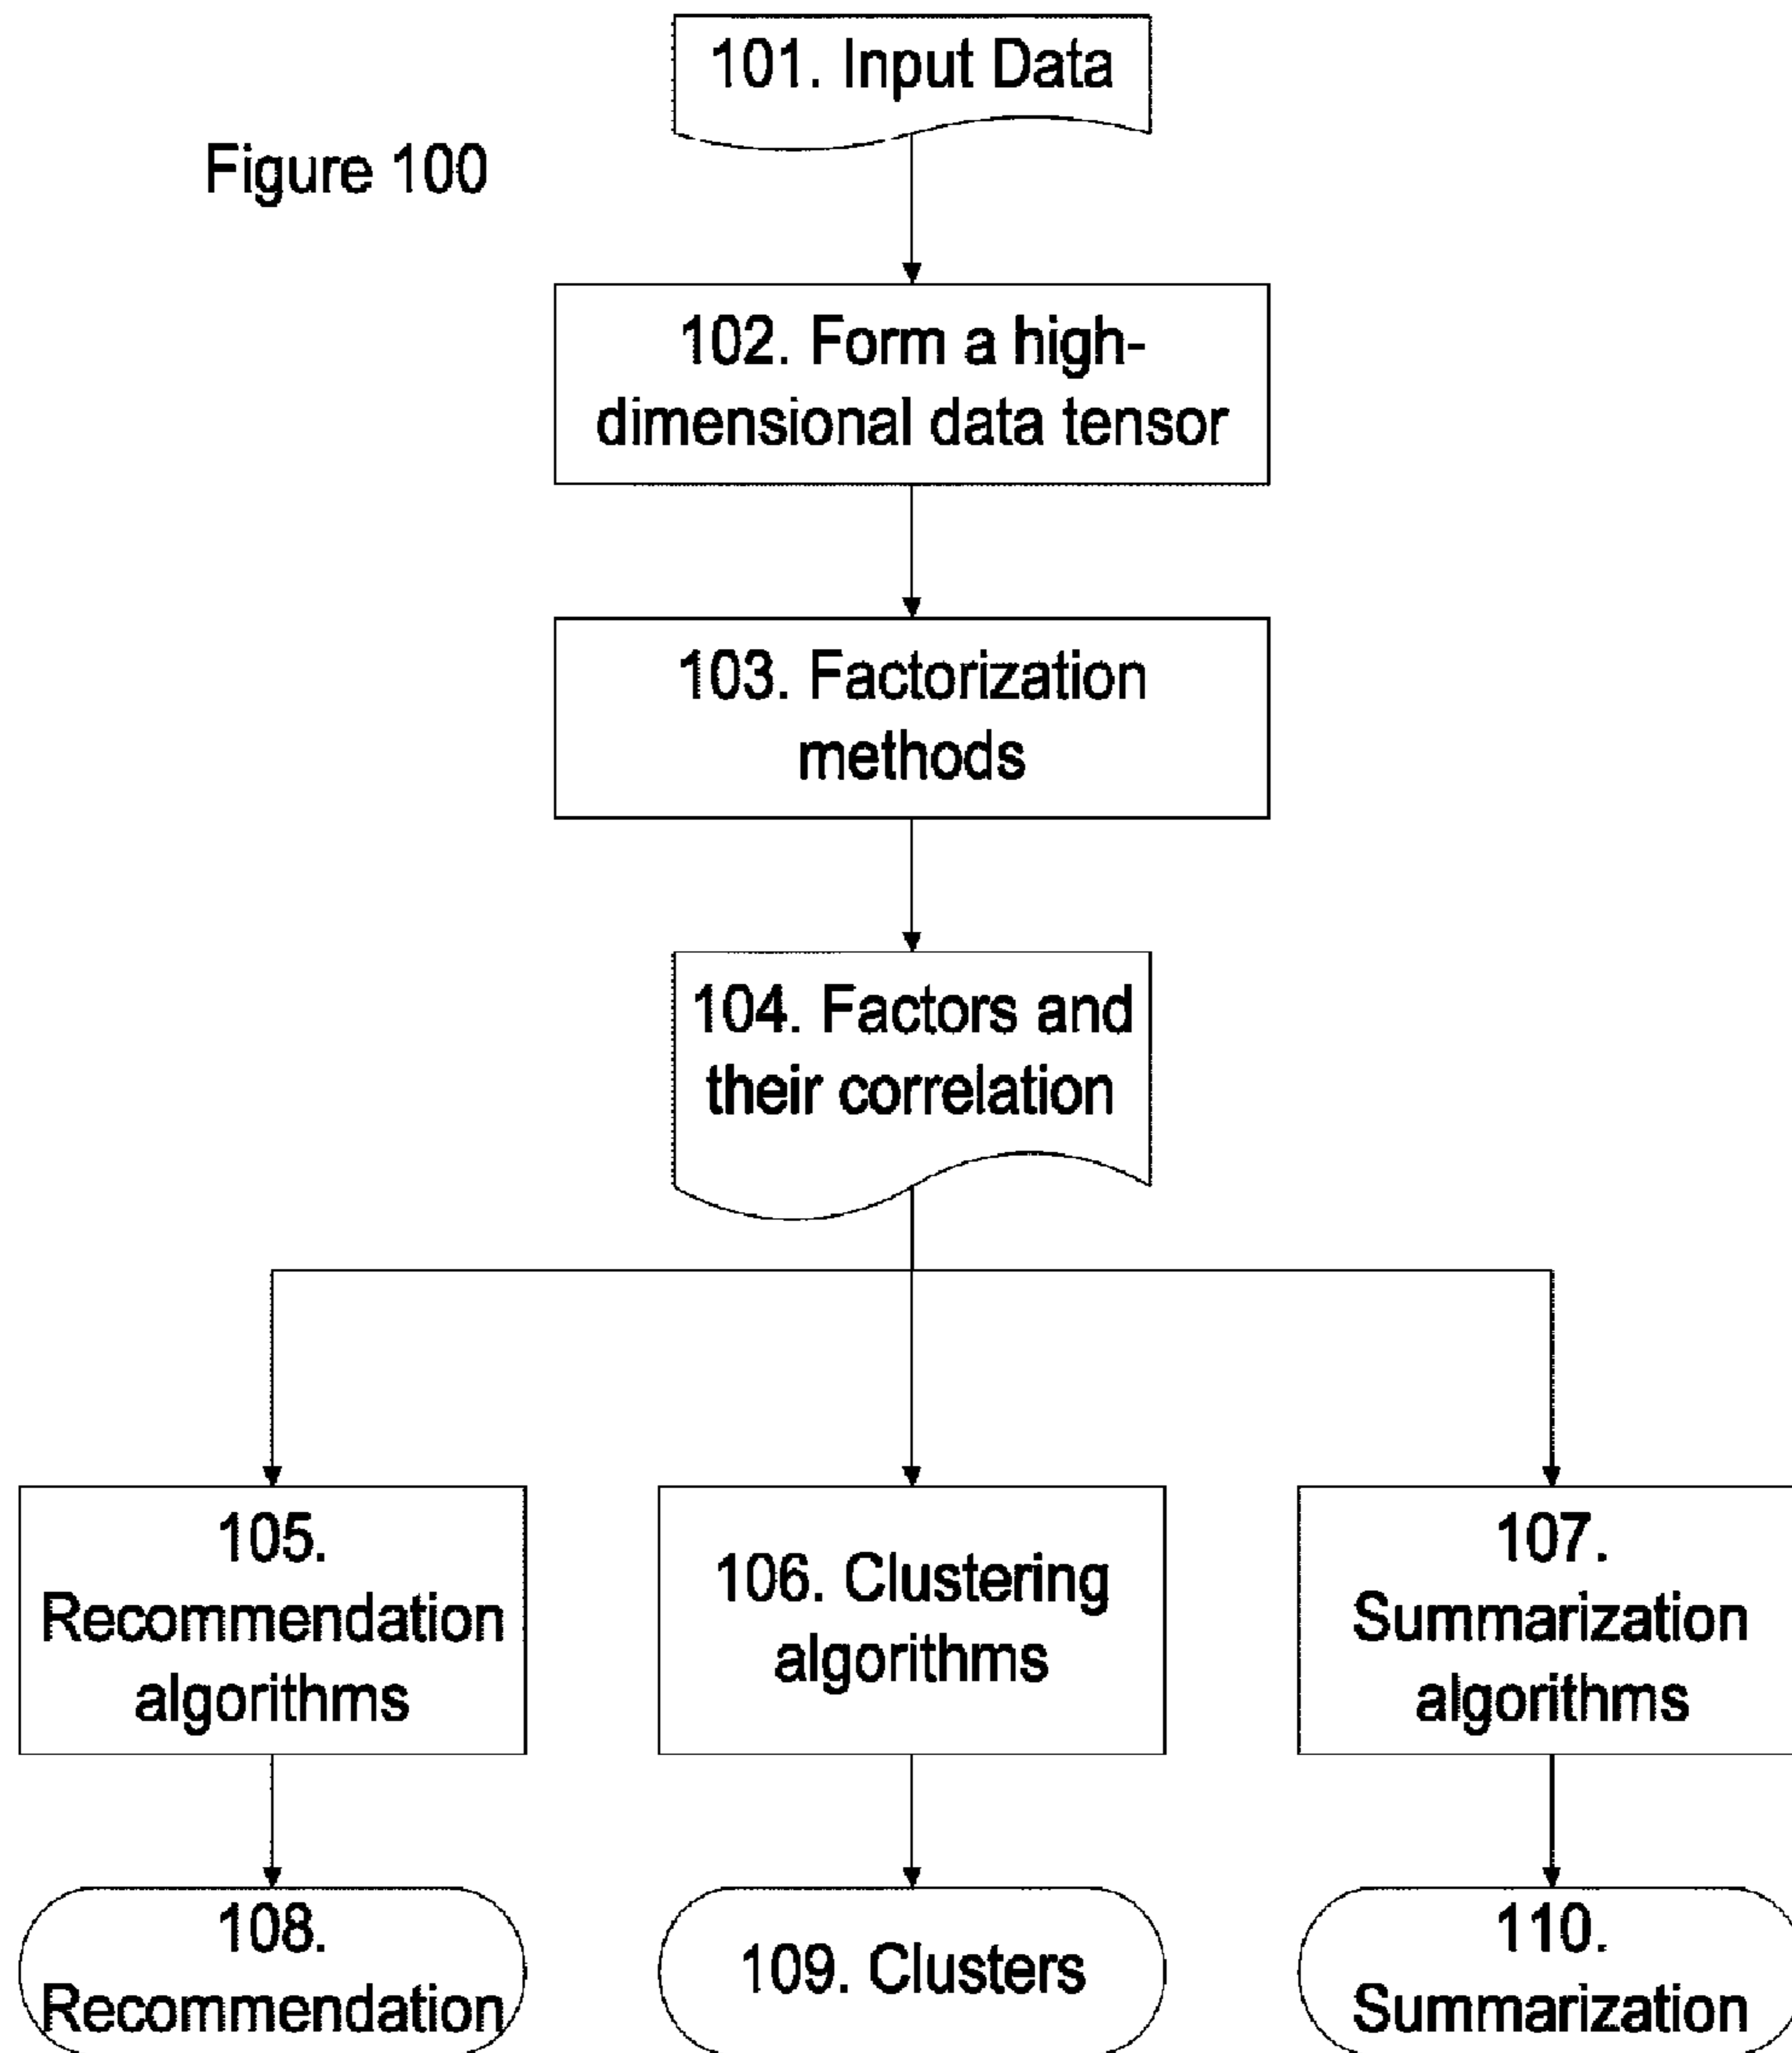 101. Input Data
Figure 100
102. Form a high-
dimensional data tensor
103. Factorization
methods
104. Factors and
their correlation
105.
Recommendation
algorithms
106. Clustering
algorithms
107.
Summarization
algorithms
108.
Recommendation
109. Clusters
110.
Summarization